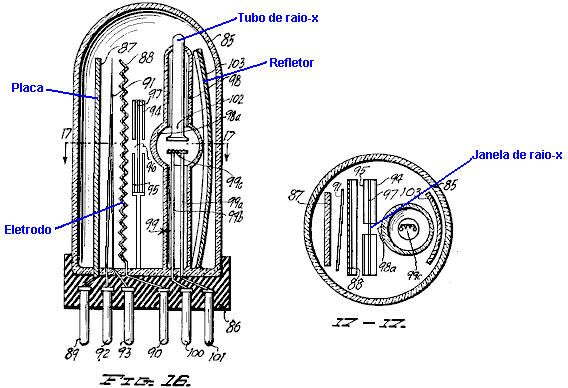 Tubo de raio-x
87
88
85
103
91
98
Refletor
Placa
97
94
102
98a
17
17
96
95
99c
99a
Eletrodo
99
99b
86
89
92
93
90
100
101
FIG. 16.
Janela de raio-x
95
94
97
103
85
87
91
98a
88
99c
17-17.